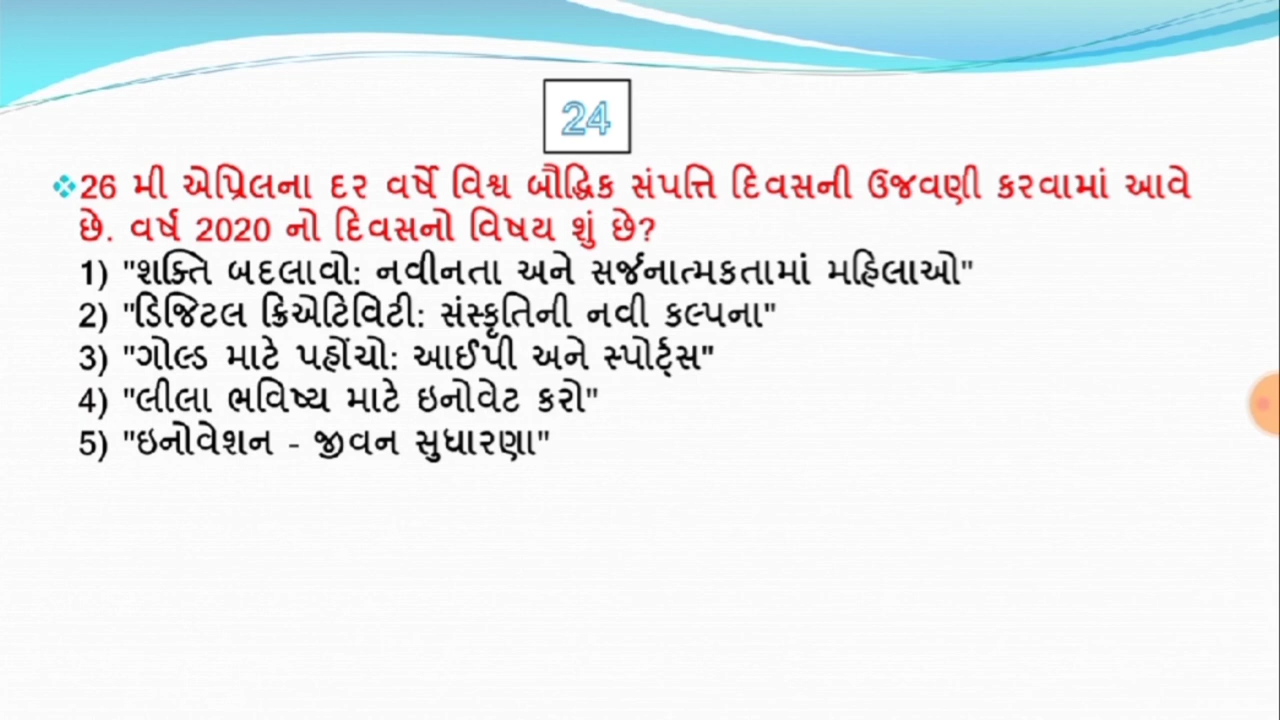 24
26 મી એપ્રિલના દર વર્ષે વિશ્વ બૌદ્ધિક સંપત્તિ દિવસની ઉજવણી કરવામાં આવે
છે. વર્ષ 2020 નો દિવસનો વિષય શું છે?
1) "શક્તિ બદલાવો: નવીનતા અને સર્જનાત્મકતામાં મહિલાઓ"
2) "ડિજિટલ ક્રિએટિવિટી: સંસ્કૃતિની નવી કલ્પના"
3) "ગોલ્ડ માટે પહોંચો: આઈપી અને સ્પોર્ટ્સ"
4) "લીલા ભવિષ્ય માટે ઇનોવેટ કરો"
5) "ઇનોવેશન - જીવન સુધારણા"